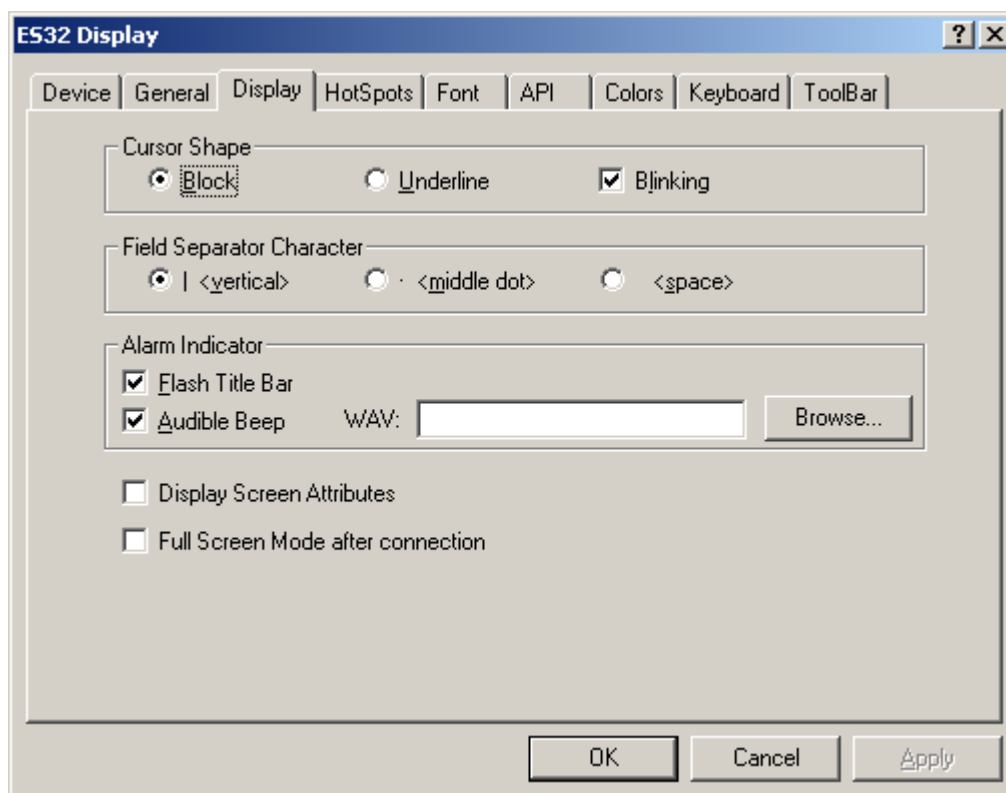 ES32 Display
Device General Display HotSpots Font API Colors Keyboard ToolBar
Cursor Shape
Block Underline Blinking
Field Separator Character
| <vertical> · <middle dot> <space>
Alarm Indicator
Flash Title Bar
Audible Beep WAV: Browse...
Display Screen Attributes
Full Screen Mode after connection
OK Cancel Apply